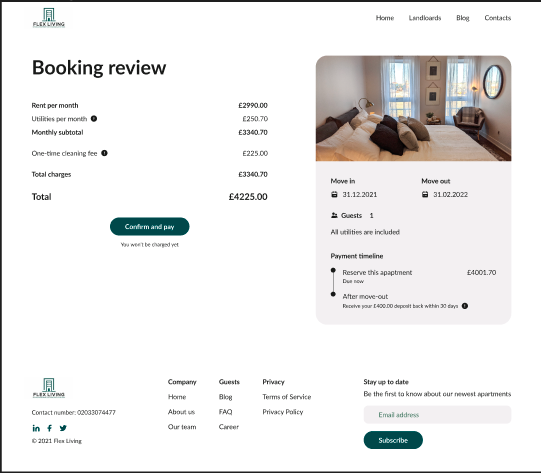 FLEX LIVING
Home Landloards Blog Contacts
Booking review
Rent per month £2990.00
Utilities per month £250.70
Monthly subtotal £3340.70
One-time cleaning fee £225.00
Total charges £3340.70
Total £4225.00
Confirm and pay
You won't be charged yet
Move in Move out
31.12.2021 31.02.2022
Guests 1
All utilities are included
Payment timeline
Reserve this apaptment £4001.70
Due now
After move-out
Receive your £400.00 deposit back within 30 days
FLEX LIVING
Contact number: 02033074477
© 2021 Flex Living
Company
Home
About us
Our team
Guests
Blog
FAQ
Career
Privacy
Terms of Service
Privacy Policy
Stay up to date
Be the first to know about our newest apartments
Email address
Subscribe